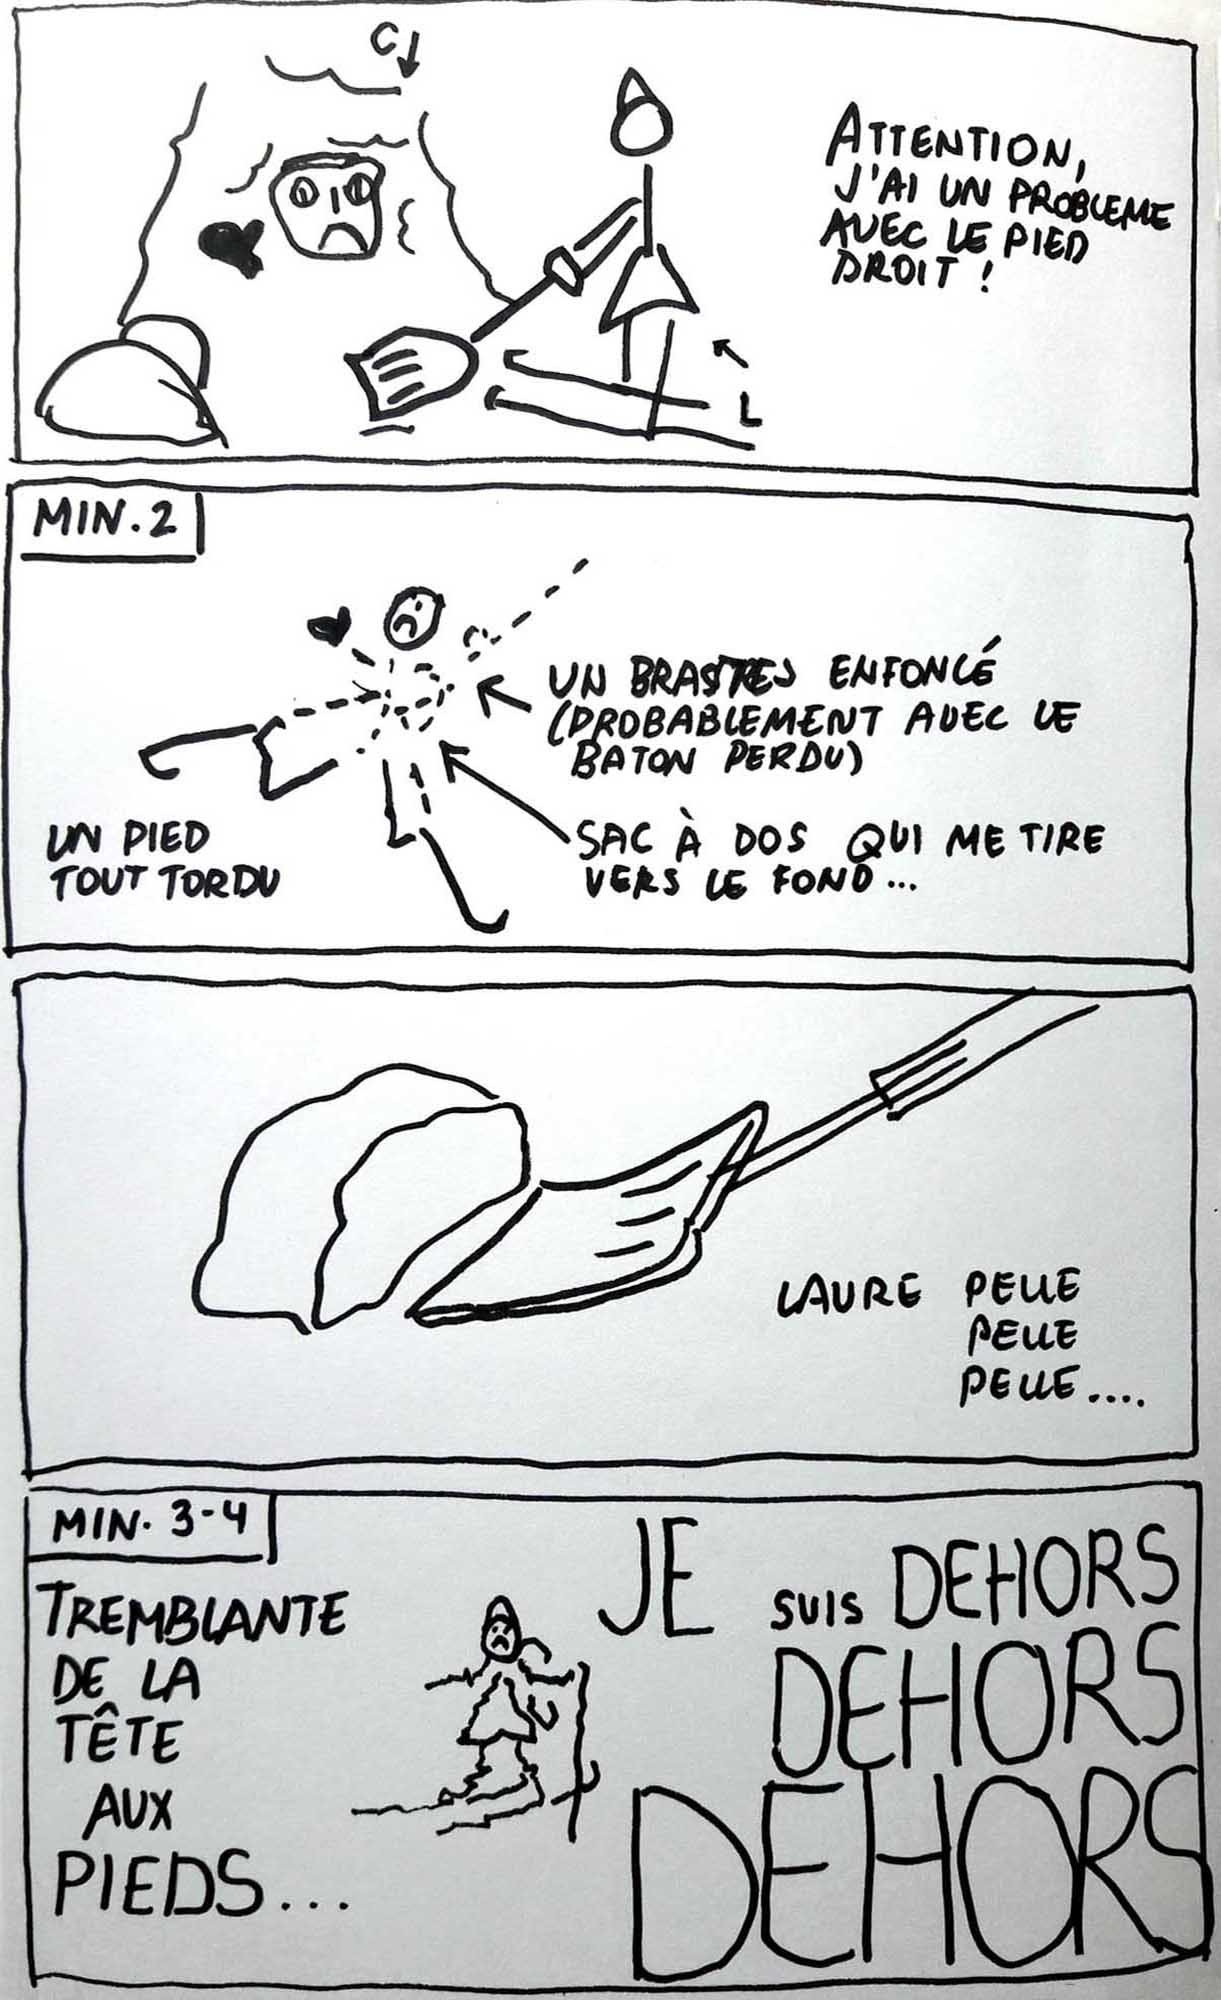 C
ATTENTION,
J'AI UN PROBLEME
AVEC LE PIED
DROIT !
L
MIN. 2
UN ENFONCÉ
(PROBABLEMENT AVEC LE
BATON PERDU)
SAC À DOS QUI ME TIRE
VERS LE FOND...
UN PIED
TOUT TORDU
LAURE PELLE
PELLE
PELLE....
MIN. 3-4
TREMBLANTE
DE LA
TÊTE
AUX
PIEDS...
JE SUIS DEHORS
DEHORS
DEHORS